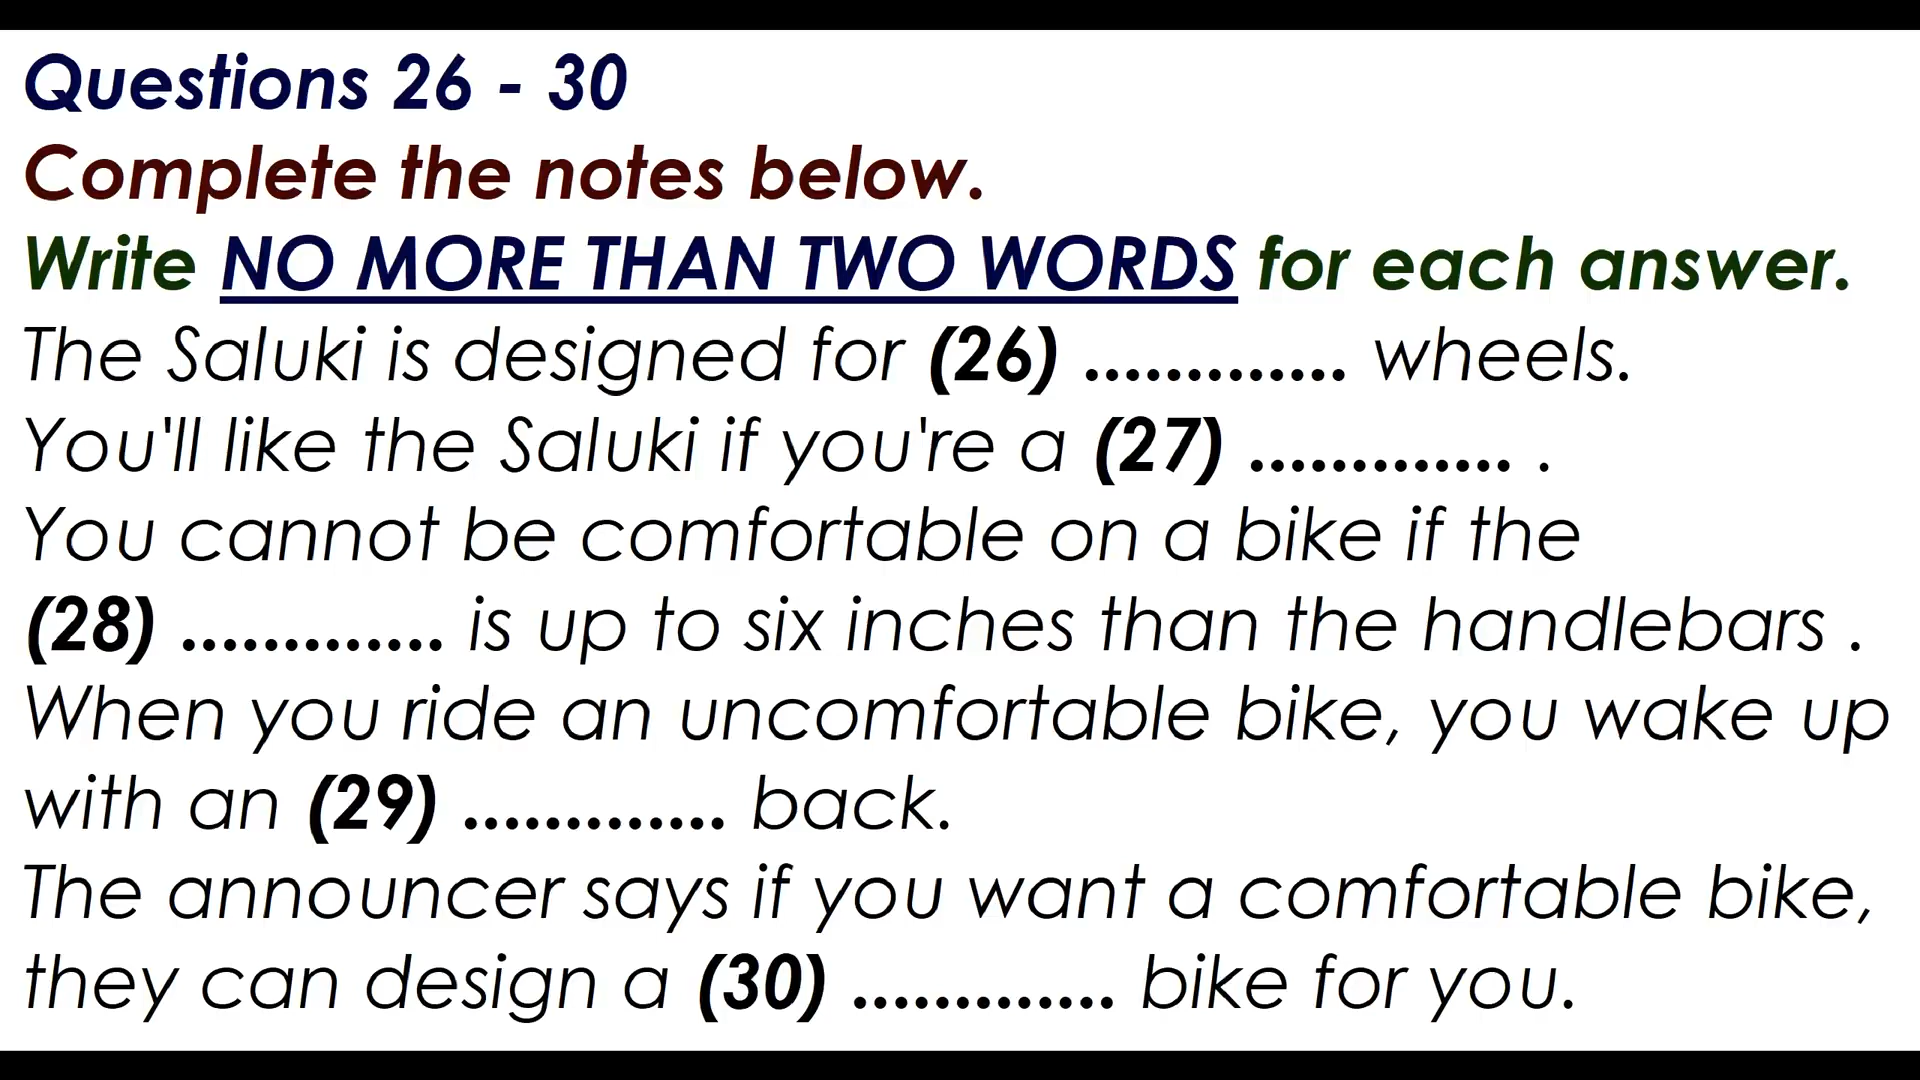 Questions 26 - 30
Complete the notes below.
Write NO MORE THAN TWO WORDS for each answer.
The Saluki is designed for (26) ............. wheels.
You'll like the Saluki if you're a (27) ............. .
You cannot be comfortable on a bike if the
(28) ............. is up to six inches than the handlebars .
When you ride an uncomfortable bike, you wake up
with an (29) ............. back.
The announcer says if you want a comfortable bike,
they can design a (30) ............. bike for you.